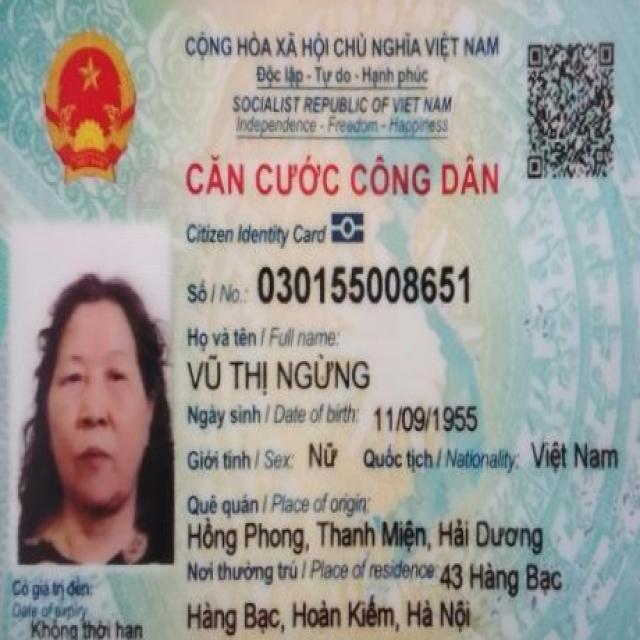 CỘNG HÒA XÃ HỘI CHỦ NGHĨA VIỆT NAM
Độc lập - Tự do - Hạnh phúc
SOCIALIST REPUBLIC OF VIET NAM
Independence - Freedom - Happiness
CĂN CƯỚC CÔNG DÂN
Citizen Identity Card
Số / No.: 030155008651
Họ và tên / Full name:
VŨ THỊ NGỪNG
Ngày sinh / Date of birth: 11/09/1955
Giới tính / Sex: Nữ Quốc tịch / Nationality: Việt Nam
Quê quán / Place of origin:
Hồng Phong, Thanh Miện, Hải Dương
Nơi thường trú / Place of residence: 43 Hàng Bạc
Hàng Bạc, Hoàn Kiếm, Hà Nội
Có giá trị đến:
Date of expiry
Không thời hạn